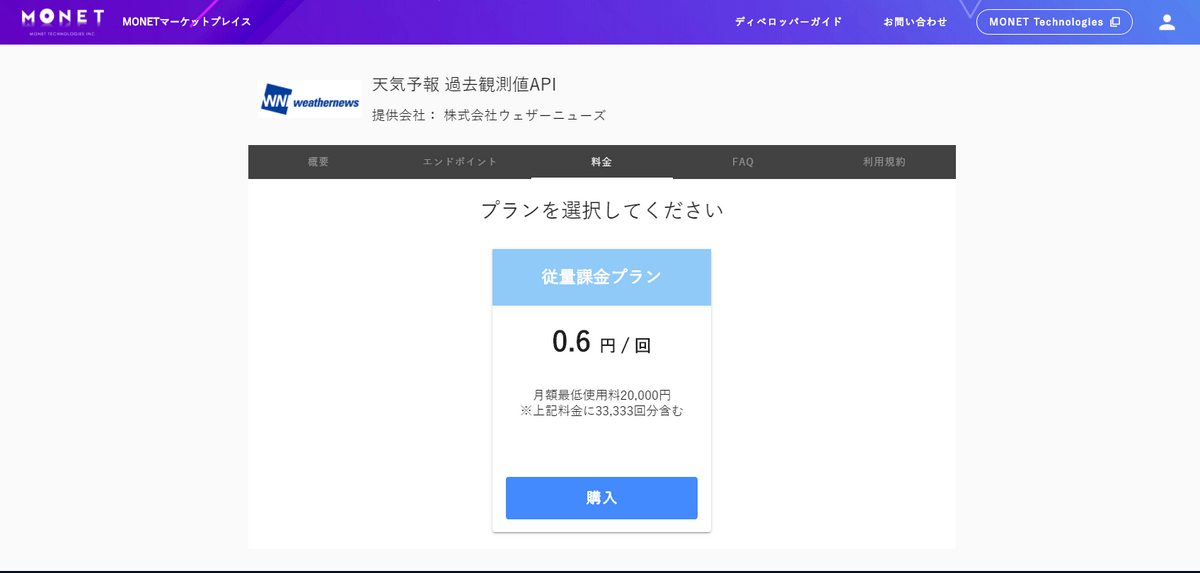 MONET
MONET TECHNOLOGIES INC.
MONETマーケットプレイス
ディベロッパーガイド
お問い合わせ
MONET Technologies
WNI weathernews
天気予報 過去観測値API
提供会社： 株式会社ウェザーニューズ
概要
エンドポイント
料金
FAQ
利用規約
プランを選択してください
従量課金プラン
0.6 円 / 回
月額最低使用料20,000円
※上記料金に33,333回分含む
購入